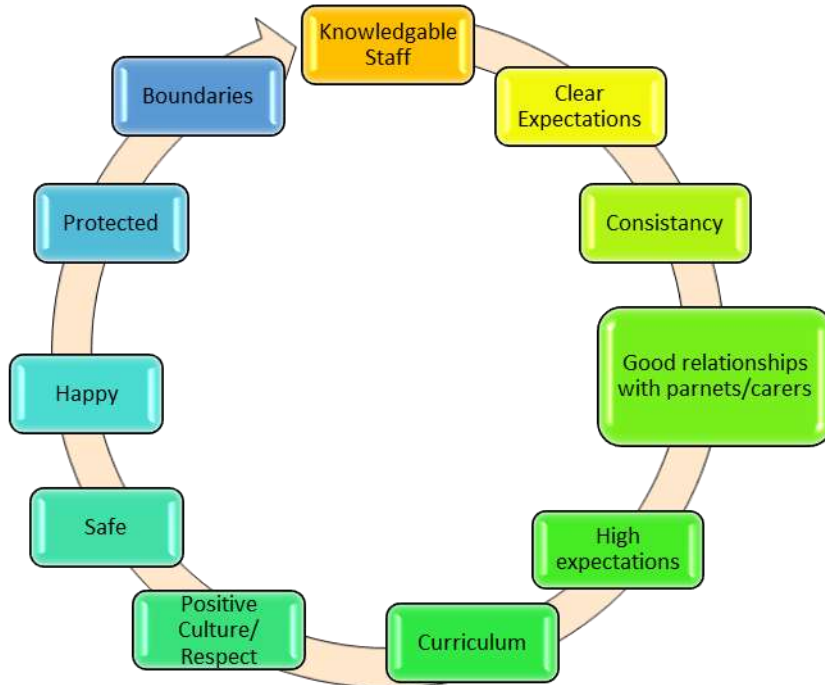 Knowledgable
Staff
Clear
Expectations
Consistancy
Good relationships
with parnets/carers
High
expectations
Curriculum
Positive
Culture/
Respect
Safe
Happy
Protected
Boundaries